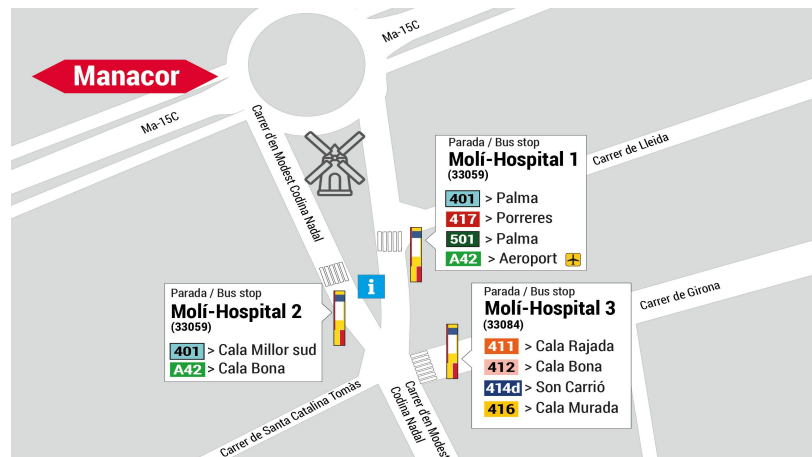 Ma-15C
Manacor
Ma-15C
Carrer d'en Modest Codina Nadal
Carrer de Lleida
Parada / Bus stop
Molí-Hospital 1
(33059)
401 > Palma
417 > Porreres
501 > Palma
A42 > Aeroport
i
Parada / Bus stop
Molí-Hospital 2
(33059)
401 > Cala Millor sud
A42 > Cala Bona
Parada / Bus stop
Molí-Hospital 3
(33084)
411 > Cala Rajada
412 > Cala Bona
414d > Son Carrió
416 > Cala Murada
Carrer de Girona
Carrer de Santa Catalina Tomàs
Carrer d'en Modest
Codina Nadal